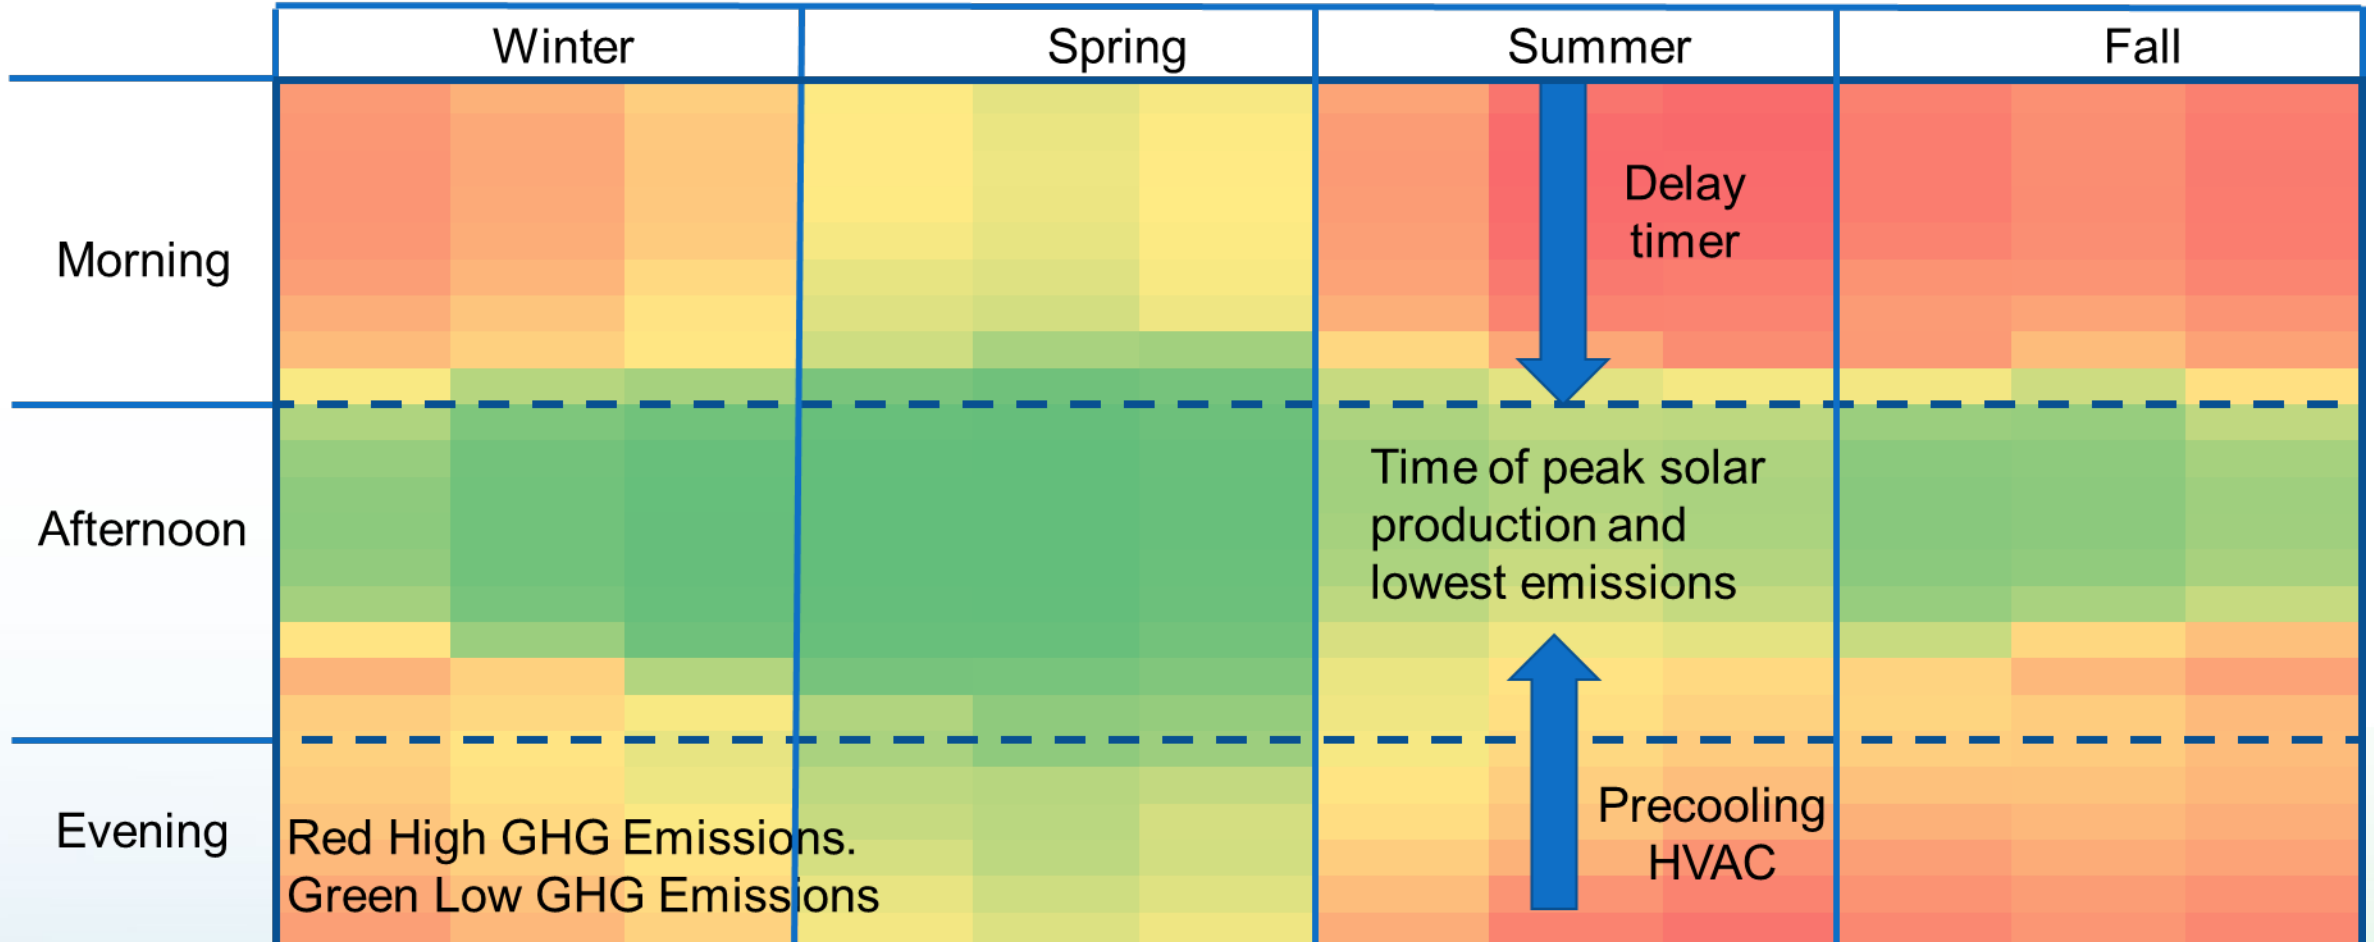 Winter
Spring
Summer
Fall
Morning
Delay
timer
Afternoon
Time of peak solar
production and
lowest emissions
Evening
Precooling
HVAC
Red High GHG Emissions.
Green Low GHG Emissions